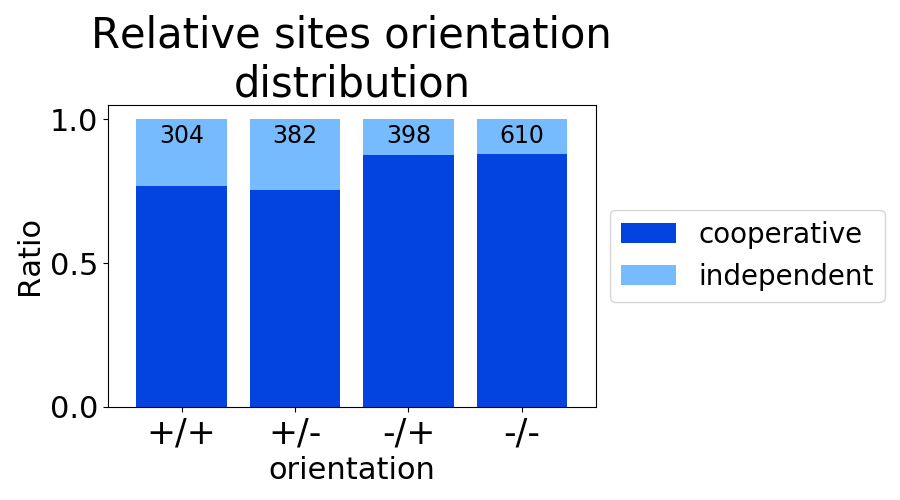 Relative sites orientation
distribution
1.0
0.5
0.0
Ratio
304 382 398 610
+/+ +/- -/+ -/-
orientation
cooperative
independent